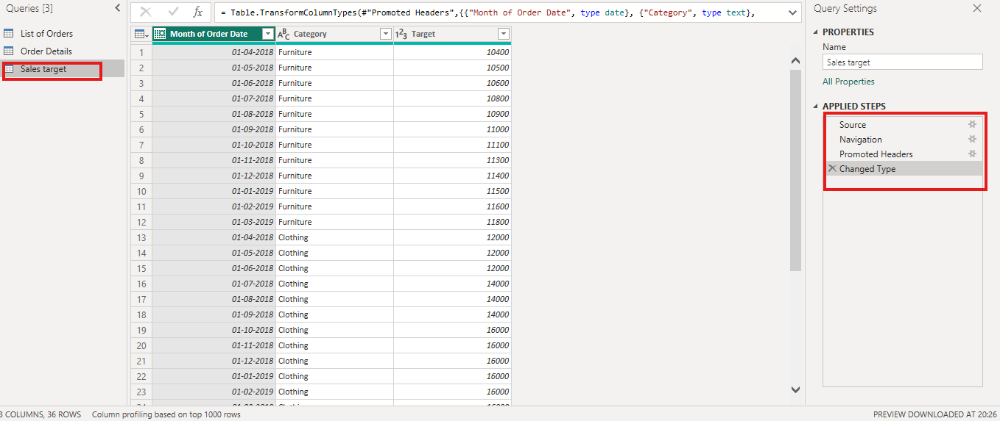 Queries [3]
List of Orders
Order Details
Sales target
fx = Table.TransformColumnTypes(#"Promoted Headers",{{"Month of Order Date", type date}, {"Category", type text},
Month of Order Date ABC Category 123 Target
1 01-04-2018 Furniture 10400
2 01-05-2018 Furniture 10500
3 01-06-2018 Furniture 10600
4 01-07-2018 Furniture 10800
5 01-08-2018 Furniture 10900
6 01-09-2018 Furniture 11000
7 01-10-2018 Furniture 11100
8 01-11-2018 Furniture 11300
9 01-12-2018 Furniture 11400
10 01-01-2019 Furniture 11500
11 01-02-2019 Furniture 11600
12 01-03-2019 Furniture 11800
13 01-04-2018 Clothing 12000
14 01-05-2018 Clothing 12000
15 01-06-2018 Clothing 12000
16 01-07-2018 Clothing 14000
17 01-08-2018 Clothing 14000
18 01-09-2018 Clothing 14000
19 01-10-2018 Clothing 16000
20 01-11-2018 Clothing 16000
21 01-12-2018 Clothing 16000
22 01-01-2019 Clothing 16000
23 01-02-2019 Clothing 16000
Query Settings
PROPERTIES
Name
Sales target
All Properties
APPLIED STEPS
Source
Navigation
Promoted Headers
Changed Type
3 COLUMNS, 36 ROWS Column profiling based on top 1000 rows
PREVIEW DOWNLOADED AT 20:26